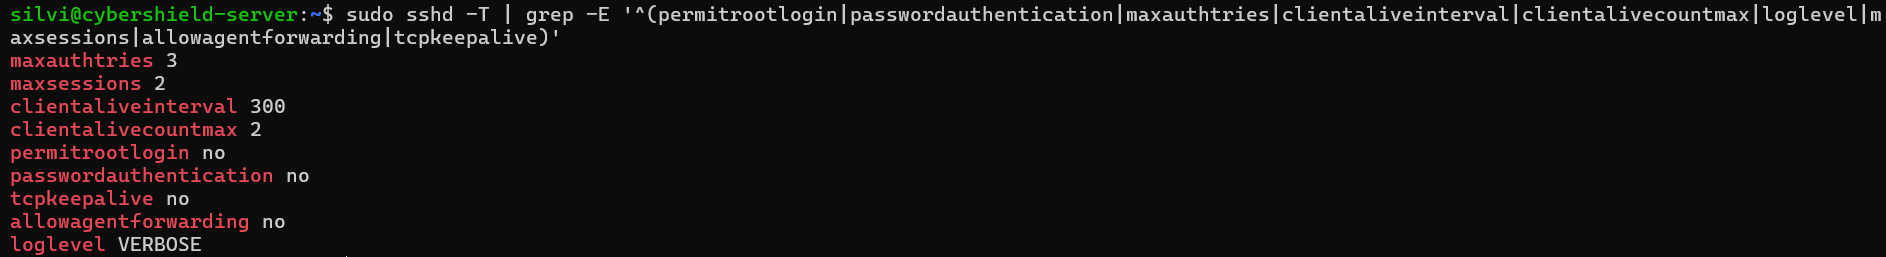 silvi@cybershield-server:~$ sudo sshd -T | grep -E '^(permitrootlogin|passwordauthentication|maxauthtries|clientaliveinterval|clientalivecountmax|loglevel|m
axsessions|allowagentforwarding|tcpkeepalive)'
maxauthtries 3
maxsessions 2
clientaliveinterval 300
clientalivecountmax 2
permitrootlogin no
passwordauthentication no
tcpkeepalive no
allowagentforwarding no
loglevel VERBOSE